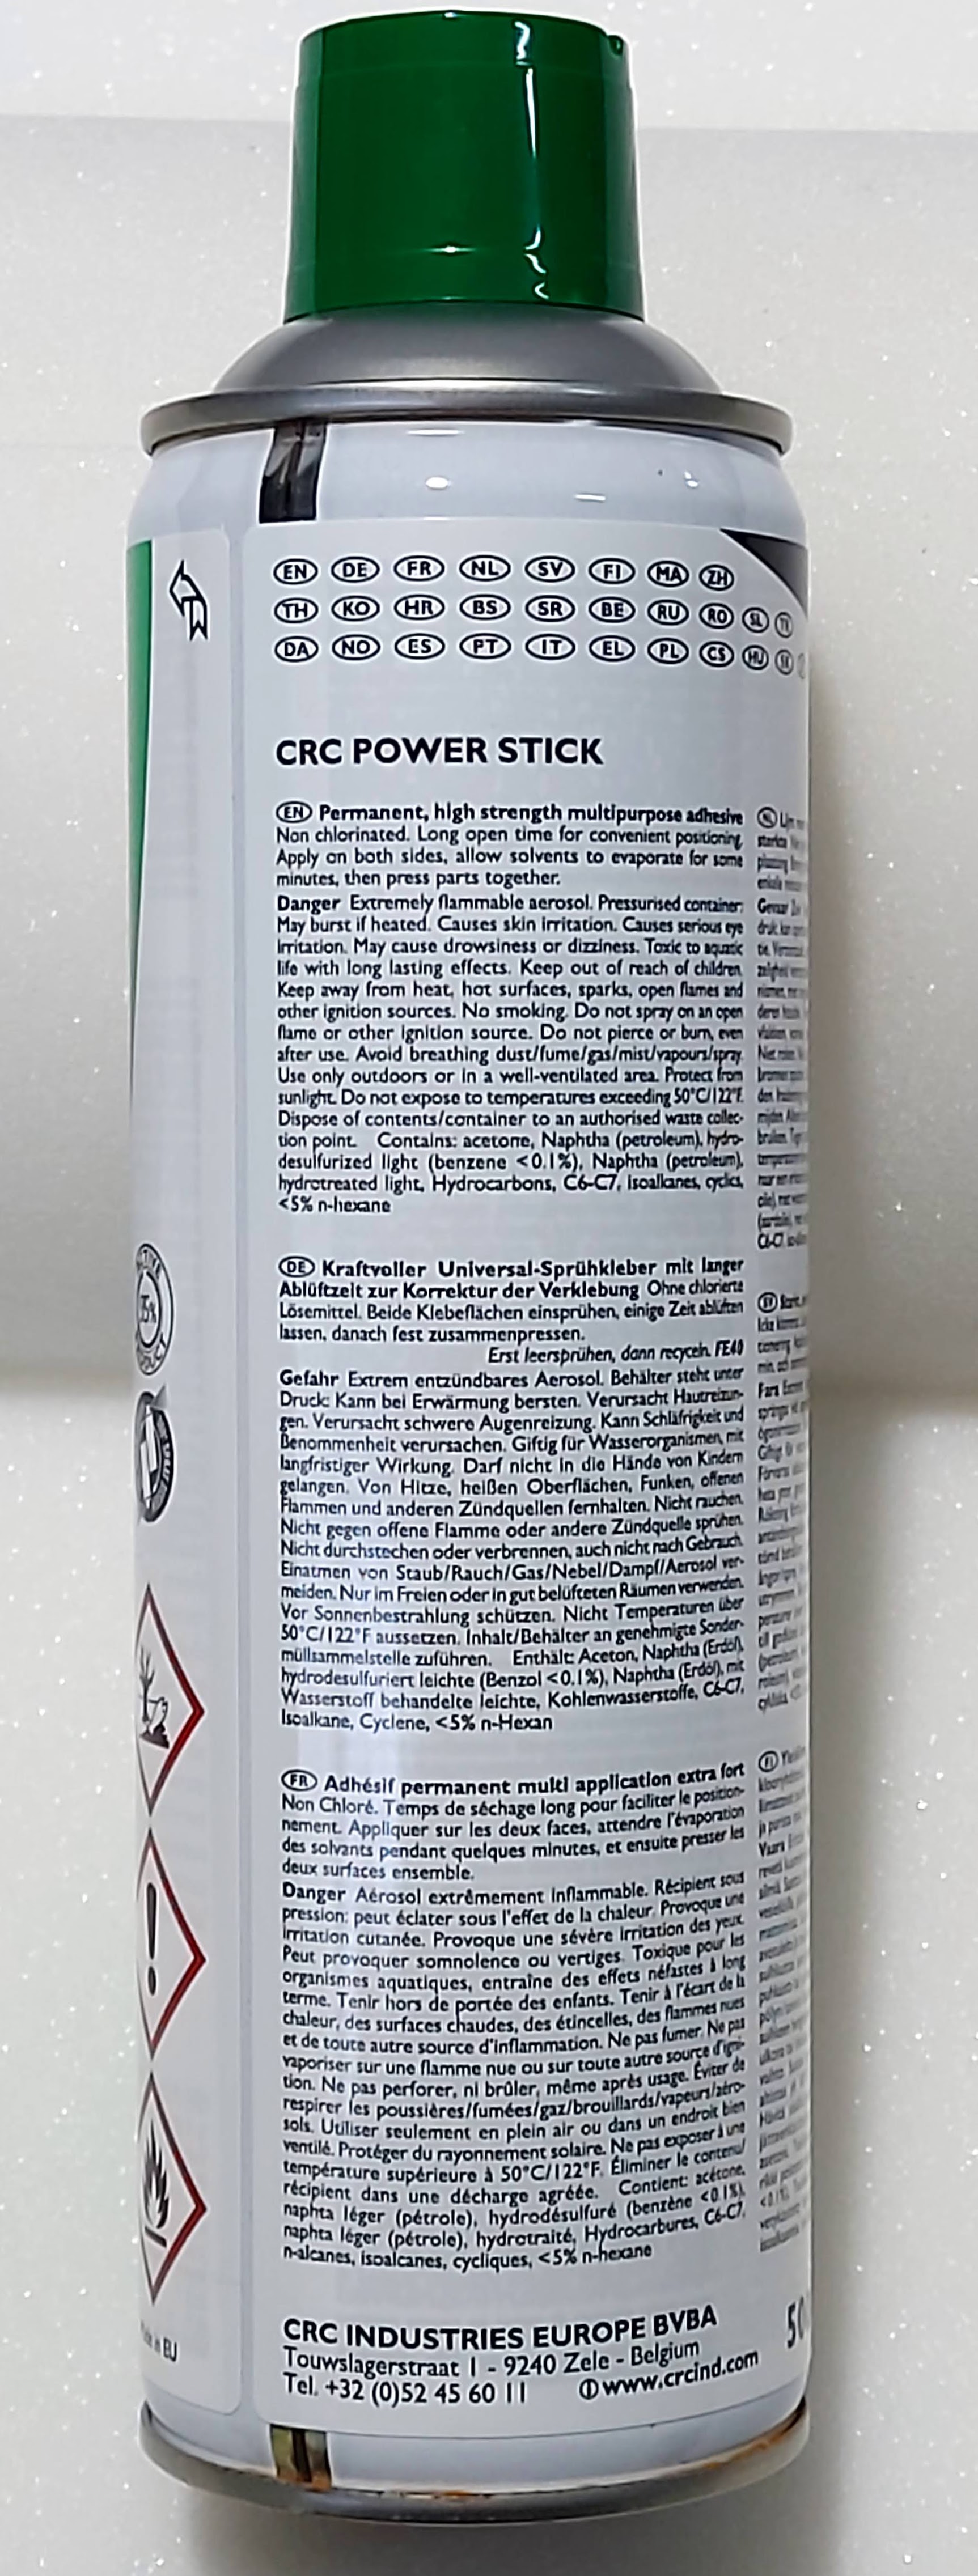 EN DE FR NL SV FI MA ZH
TH KO HR BS SR BE RU RO SL TR
DA NO ES PT IT EL PL CS HU SK
CRC POWER STICK
EN Permanent, high strength multipurpose adhesive
Non chlorinated. Long open time for convenient positioning.
Apply on both sides, allow solvents to evaporate for some
minutes, then press parts together.
Danger Extremely flammable aerosol. Pressurised container:
May burst if heated. Causes skin irritation. Causes serious eye
irritation. May cause drowsiness or dizziness. Toxic to aquatic
life with long lasting effects. Keep out of reach of children.
Keep away from heat, hot surfaces, sparks, open flames and
other ignition sources. No smoking. Do not spray on an open
flame or other ignition source. Do not pierce or burn, even
after use. Avoid breathing dust/fume/gas/mist/vapours/spray.
Use only outdoors or in a well-ventilated area. Protect from
sunlight. Do not expose to temperatures exceeding 50°C/122°F.
Dispose of contents/container to an authorised waste collec-
tion point. Contains: acetone, Naphtha (petroleum), hydro-
desulfurized light (benzene <0.1%), Naphtha (petroleum),
hydrotreated light, Hydrocarbons, C6-C7, isoalkanes, cyclics,
<5% n-hexane
DE Kraftvoller Universal-Sprühkleber mit langer
Ablüftzeit zur Korrektur der Verklebung Ohne chlorierte
Lösemittel. Beide Klebeflächen einsprühen, einige Zeit ablüften
lassen, danach fest zusammenpressen.
Erst leersprühen, dann recyceln. FE40
Gefahr Extrem entzündbares Aerosol. Behälter steht unter
Druck: Kann bei Erwärmung bersten. Verursacht Hautreizun-
gen. Verursacht schwere Augenreizung. Kann Schläfrigkeit und
Benommenheit verursachen. Giftig für Wasserorganismen, mit
langfristiger Wirkung. Darf nicht in die Hände von Kindern
gelangen. Von Hitze, heißen Oberflächen, Funken, offenen
Flammen und anderen Zündquellen fernhalten. Nicht rauchen.
Nicht gegen offene Flamme oder andere Zündquelle sprühen.
Nicht durchstechen oder verbrennen, auch nicht nach Gebrauch.
Einatmen von Staub/Rauch/Gas/Nebel/Dampf/Aerosol ver-
meiden. Nur im Freien oder in gut belüfteten Räumen verwenden.
Vor Sonnenbestrahlung schützen. Nicht Temperaturen über
50°C/122°F aussetzen. Inhalt/Behälter an genehmigte Sonder-
müllsammelstelle zuführen. Enthält: Aceton, Naphtha (Erdöl),
hydrodesulfuriert leichte (Benzol <0.1%), Naphtha (Erdöl), mit
Wasserstoff behandelte leichte, Kohlenwasserstoffe, C6-C7,
Isoalkane, Cyclene, <5% n-Hexan
FR Adhésif permanent multi application extra fort
Non Chloré. Temps de séchage long pour faciliter le position-
nement. Appliquer sur les deux faces, attendre l'évaporation
des solvants pendant quelques minutes, et ensuite presser les
deux surfaces ensemble.
Danger Aérosol extrêmement inflammable. Récipient sous
pression: peut éclater sous l'effet de la chaleur. Provoque une
irritation cutanée. Provoque une sévère irritation des yeux.
Peut provoquer somnolence ou vertiges. Toxique pour les
organismes aquatiques, entraîne des effets néfastes à long
terme. Tenir hors de portée des enfants. Tenir à l'écart de la
chaleur, des surfaces chaudes, des étincelles, des flammes nues
et de toute autre source d'inflammation. Ne pas fumer. Ne pas
vaporiser sur une flamme nue ou sur toute autre source d'igni-
tion. Ne pas perforer, ni brûler, même après usage. Éviter de
respirer les poussières/fumées/gaz/brouillards/vapeurs/aéro-
sols. Utiliser seulement en plein air ou dans un endroit bien
ventilé. Protéger du rayonnement solaire. Ne pas exposer à une
température supérieure à 50°C/122°F. Éliminer le contenu/
récipient dans une décharge agréée. Contient: acétone,
naphta léger (pétrole), hydrodésulfuré (benzène <0.1%),
naphta léger (pétrole), hydrotraité, Hydrocarbures, C6-C7,
n-alcanes, isoalcanes, cycliques, <5% n-hexane
CRC INDUSTRIES EUROPE BVBA
Touwslagerstraat 1 - 9240 Zele - Belgium
Tel. +32 (0)52 45 60 11 www.crcind.com
in EU